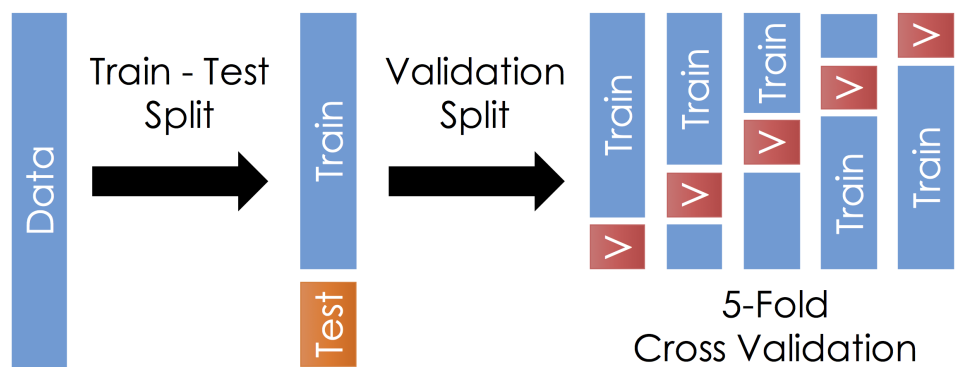 Data
Train - Test
Split
Train
Test
Validation
Split
Train
V
Train
V
Train
V
V
Train
V
Train
5-Fold
Cross Validation